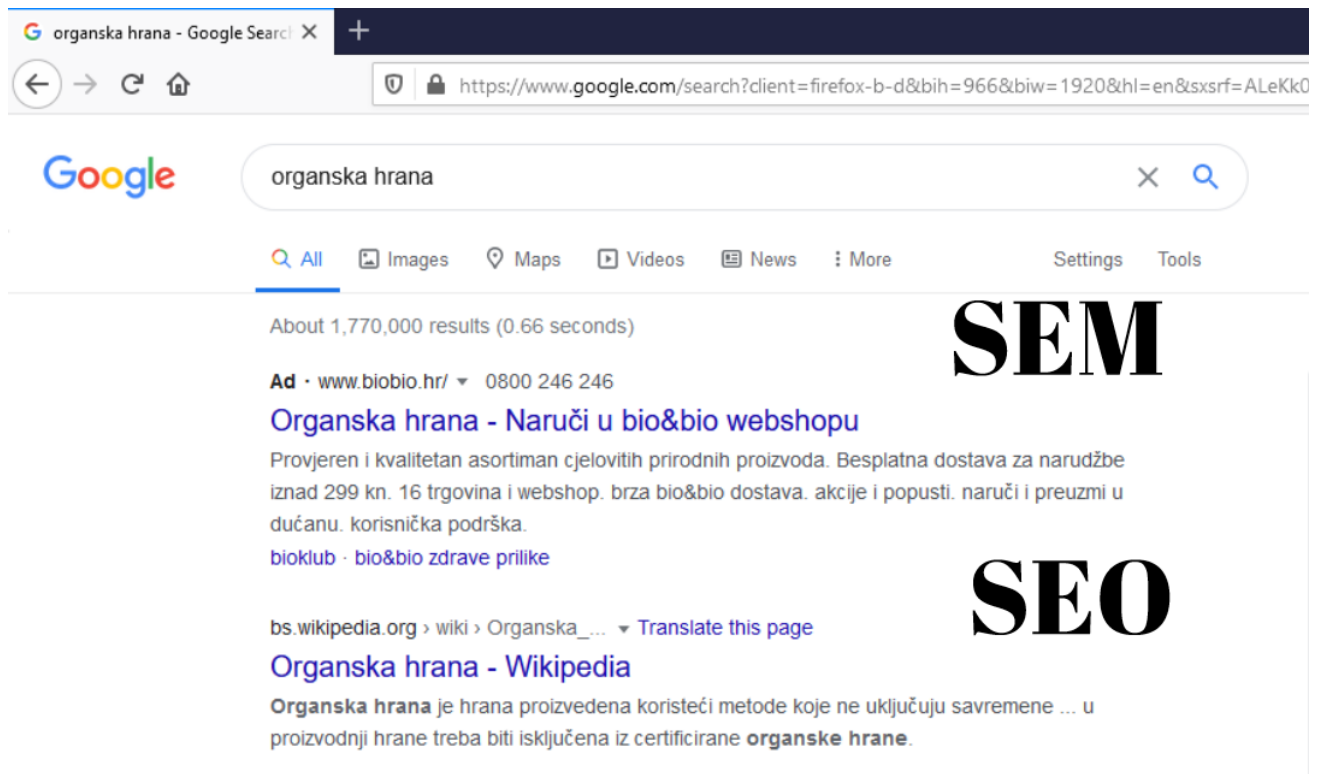 organska hrana - Google Searcl
https://www.google.com/search?client=firefox-b-d&bih=966&biw=1920&hl=en&sxsrf=ALeKk0
Google
organska hrana
All Images Maps Videos News More Settings Tools
SEM
About 1,770,000 results (0.66 seconds)
Ad · www.biobio.hr/ 0800 246 246
Organska hrana - Naruči u bio&bio webshopu
Provjeren i kvalitetan asortiman cjelovitih prirodnih proizvoda. Besplatna dostava za narudžbe
iznad 299 kn. 16 trgovina i webshop. brza bio&bio dostava. akcije i popusti. naruči i preuzmi u
dućanu. korisnička podrška.
bioklub · bio&bio zdrave prilike
SEO
bs.wikipedia.org › wiki › Organska_... Translate this page
Organska hrana - Wikipedia
Organska hrana je hrana proizvedena koristeći metode koje ne uključuju savremene ... u
proizvodnji hrane treba biti isključena iz certificirane organske hrane.